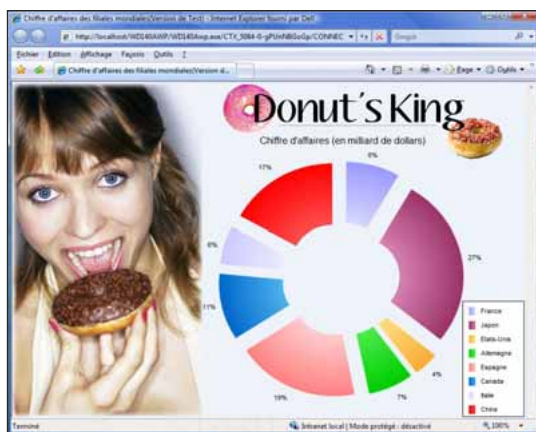 Chiffre d'affaires des filiales mondiales(Version de Test) - Internet Explorer fourni par Dell
Google
Fichier Edition Affichage Favoris Outils ?
Chiffre d'affaires des filiales mondiales(Version d...
Page Outils
Donut's King
Chiffre d'affaires (en milliard de dollars)
17%
27%
11%
19%
7%
4%
France
Japon
Etats-Unis
Allemagne
Espagne
Canada
Italie
Chine
Terminé
Intranet local | Mode protégé : désactivé
100%